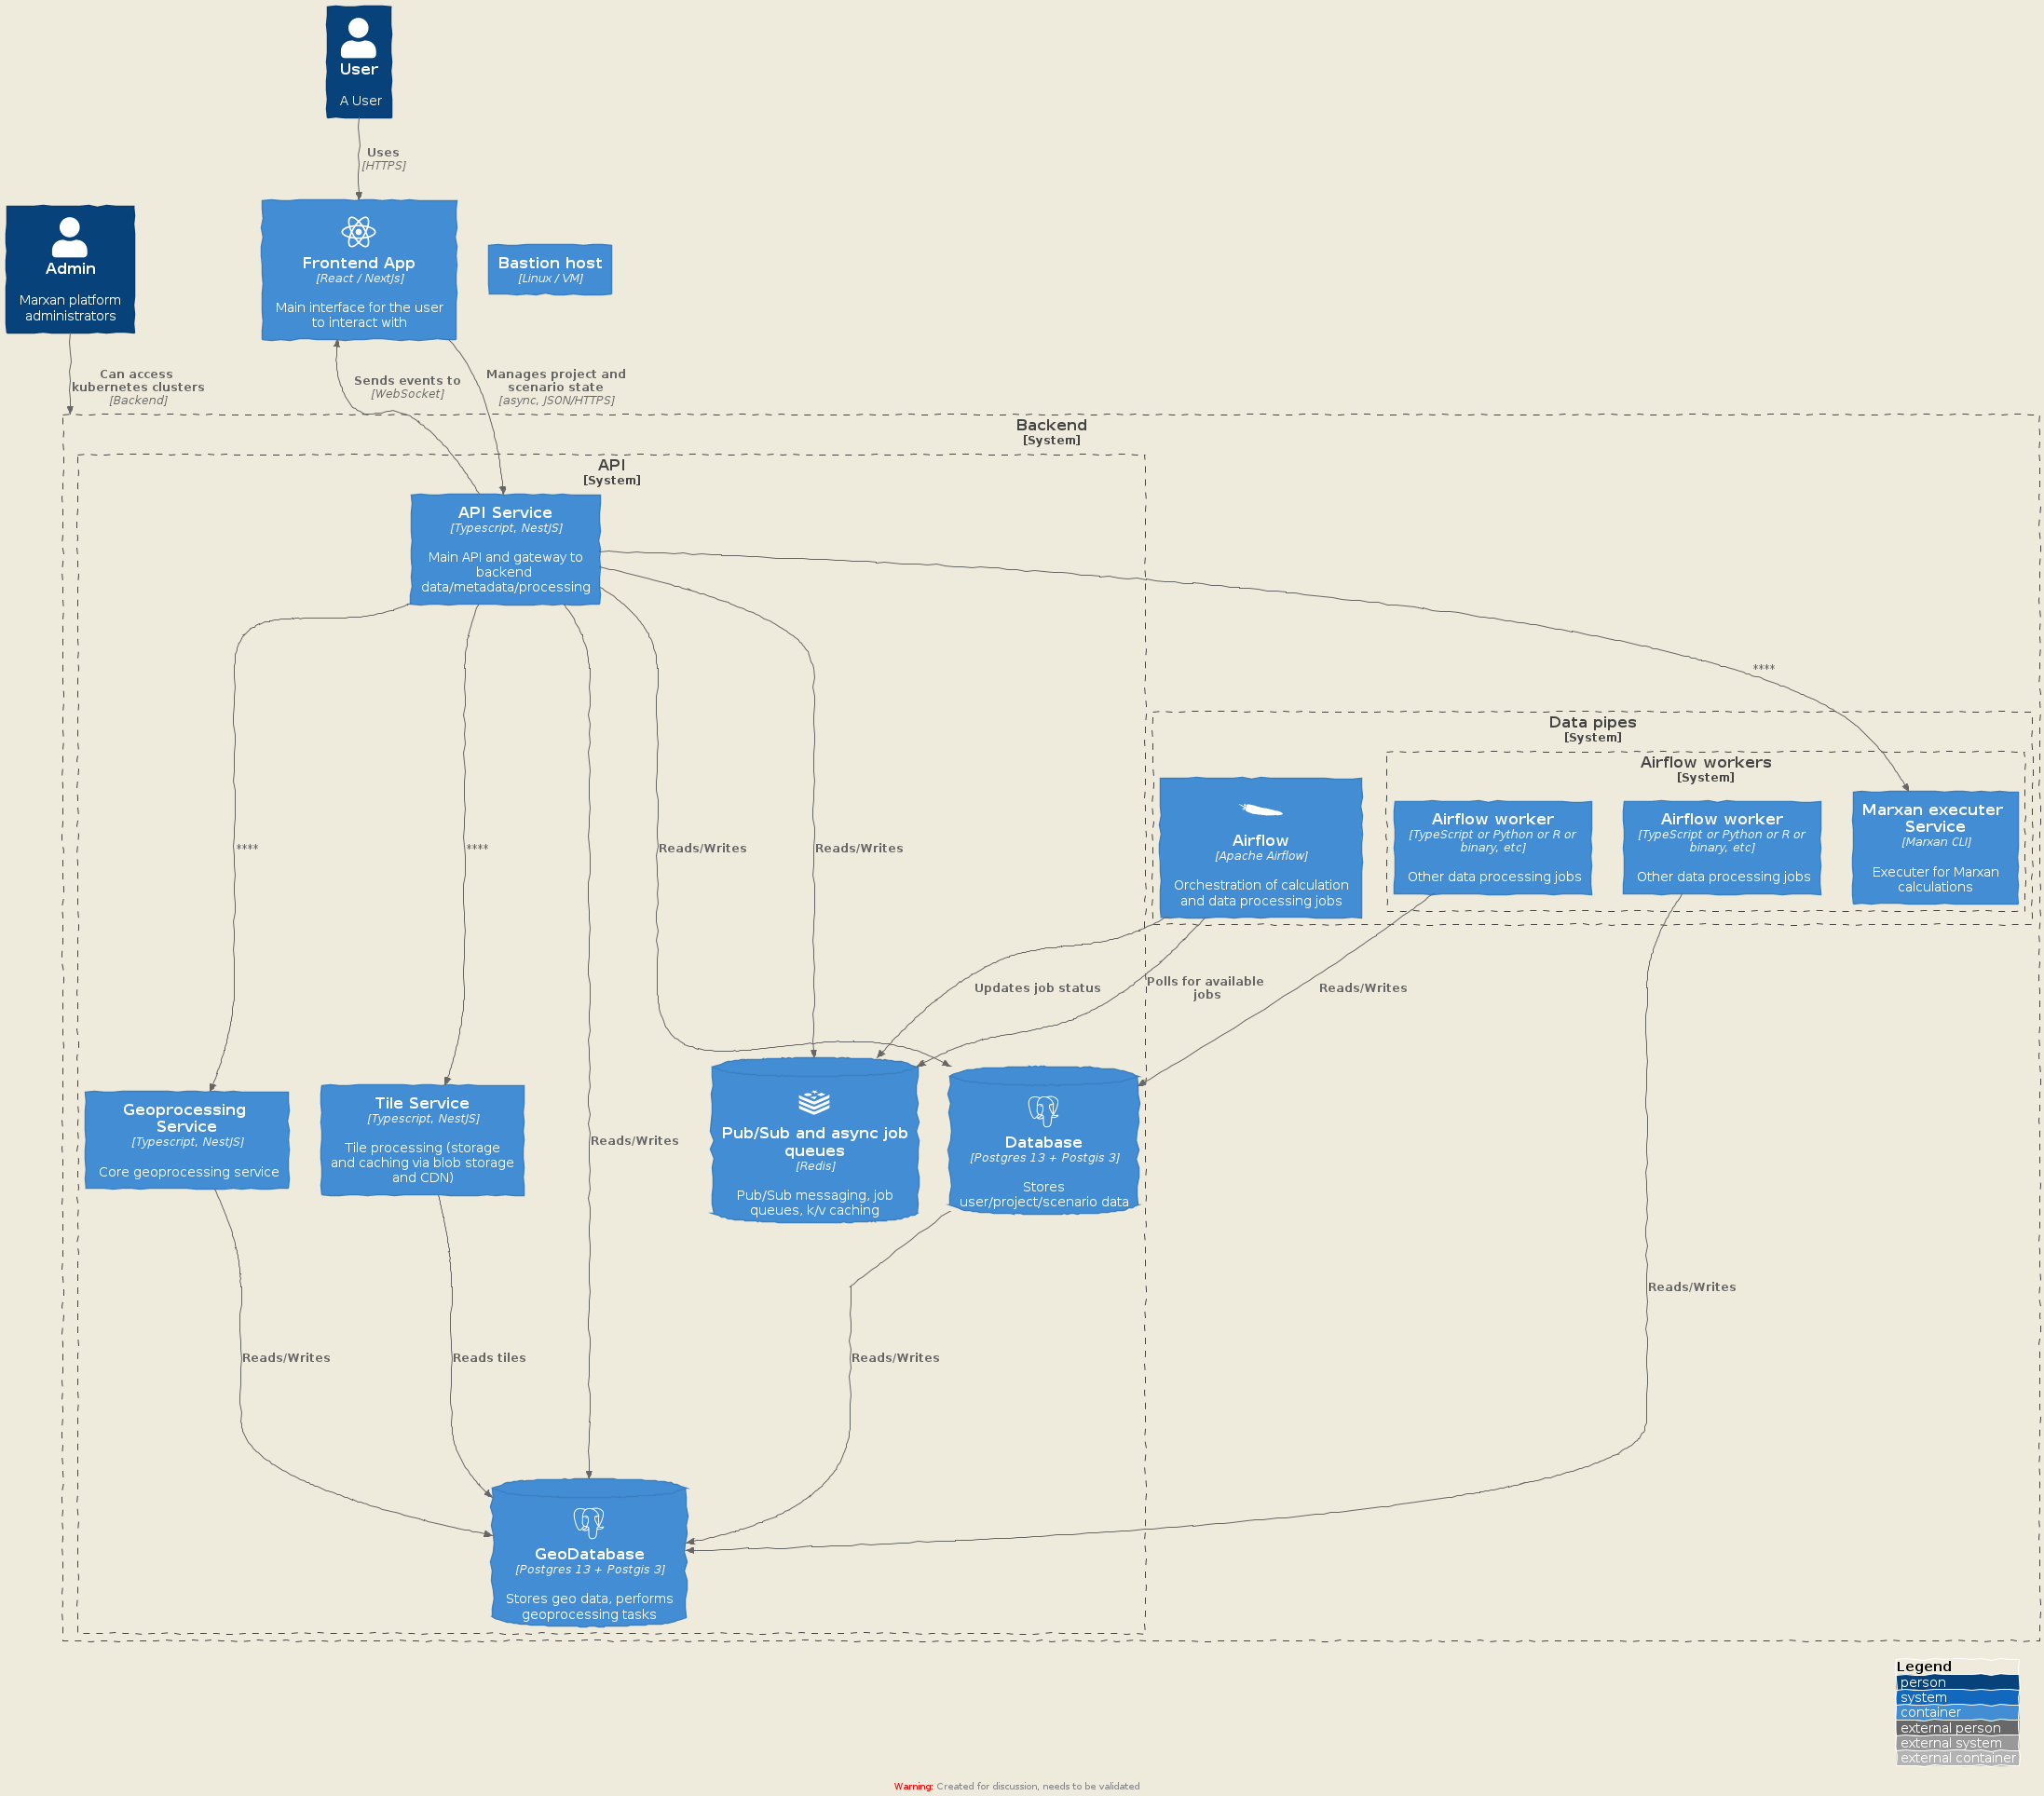 User
A User
Uses
[HTTPS]
Admin
Marxan platform
administrators
Frontend App
[React / NextJs]
Main interface for the user
to interact with
Bastion host
[Linux / VM]
Can access
kubernetes clusters
[Backend]
Sends events to
[WebSocket]
Manages project and
scenario state
[async, JSON/HTTPS]
Backend
[System]
API
[System]
API Service
[Typescript, NestJS]
Main API and gateway to
backend
data/metadata/processing
****
Data pipes
[System]
Airflow workers
[System]
Airflow
[Apache Airflow]
Orchestration of calculation
and data processing jobs
Airflow worker
[TypeScript or Python or R or
binary, etc]
Other data processing jobs
Airflow worker
[TypeScript or Python or R or
binary, etc]
Other data processing jobs
Marxan executer
Service
[Marxan CLI]
Executer for Marxan
calculations
****
****
Reads/Writes
Reads/Writes
Updates job status
Polls for available
jobs
Reads/Writes
Geoprocessing
Service
[Typescript, NestJS]
Core geoprocessing service
Tile Service
[Typescript, NestJS]
Tile processing (storage
and caching via blob storage
and CDN)
Reads/Writes
Pub/Sub and async job
queues
[Redis]
Pub/Sub messaging, job
queues, k/v caching
Database
[Postgres 13 + Postgis 3]
Stores
user/project/scenario data
Reads/Writes
Reads/Writes
Reads tiles
Reads/Writes
GeoDatabase
[Postgres 13 + Postgis 3]
Stores geo data, performs
geoprocessing tasks
Legend
person
system
container
external person
external system
external container
Warning: Created for discussion, needs to be validated